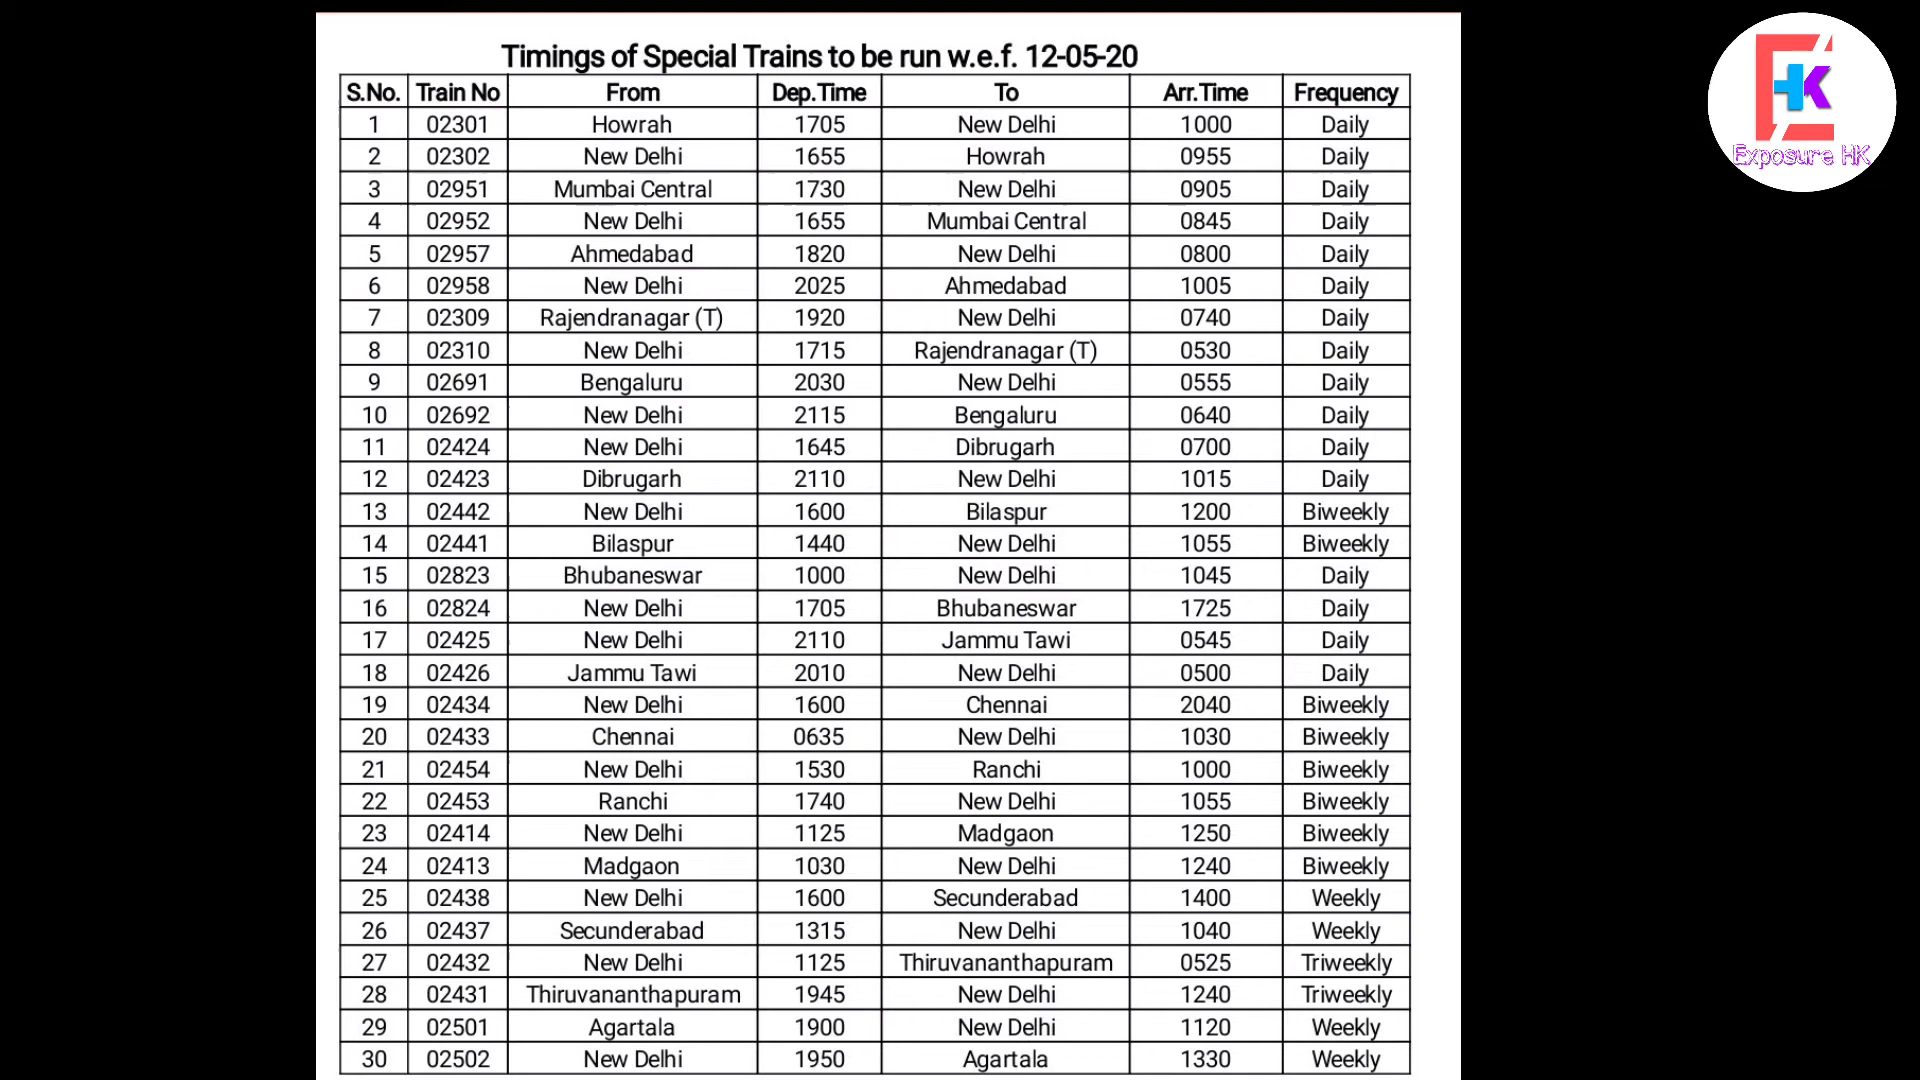 Timings of Special Trains to be run w.e.f. 12-05-20
S.No. Train No From Dep.Time To Arr.Time Frequency
1 02301 Howrah 1705 New Delhi 1000 Daily
2 02302 New Delhi 1655 Howrah 0955 Daily
3 02951 Mumbai Central 1730 New Delhi 0905 Daily
4 02952 New Delhi 1655 Mumbai Central 0845 Daily
5 02957 Ahmedabad 1820 New Delhi 0800 Daily
6 02958 New Delhi 2025 Ahmedabad 1005 Daily
7 02309 Rajendranagar (T) 1920 New Delhi 0740 Daily
8 02310 New Delhi 1715 Rajendranagar (T) 0530 Daily
9 02691 Bengaluru 2030 New Delhi 0555 Daily
10 02692 New Delhi 2115 Bengaluru 0640 Daily
11 02424 New Delhi 1645 Dibrugarh 0700 Daily
12 02423 Dibrugarh 2110 New Delhi 1015 Daily
13 02442 New Delhi 1600 Bilaspur 1200 Biweekly
14 02441 Bilaspur 1440 New Delhi 1055 Biweekly
15 02823 Bhubaneswar 1000 New Delhi 1045 Daily
16 02824 New Delhi 1705 Bhubaneswar 1725 Daily
17 02425 New Delhi 2110 Jammu Tawi 0545 Daily
18 02426 Jammu Tawi 2010 New Delhi 0500 Daily
19 02434 New Delhi 1600 Chennai 2040 Biweekly
20 02433 Chennai 0635 New Delhi 1030 Biweekly
21 02454 New Delhi 1530 Ranchi 1000 Biweekly
22 02453 Ranchi 1740 New Delhi 1055 Biweekly
23 02414 New Delhi 1125 Madgaon 1250 Biweekly
24 02413 Madgaon 1030 New Delhi 1240 Biweekly
25 02438 New Delhi 1600 Secunderabad 1400 Weekly
26 02437 Secunderabad 1315 New Delhi 1040 Weekly
27 02432 New Delhi 1125 Thiruvananthapuram 0525 Triweekly
28 02431 Thiruvananthapuram 1945 New Delhi 1240 Triweekly
29 02501 Agartala 1900 New Delhi 1120 Weekly
30 02502 New Delhi 1950 Agartala 1330 Weekly
EHK
Exposure HK